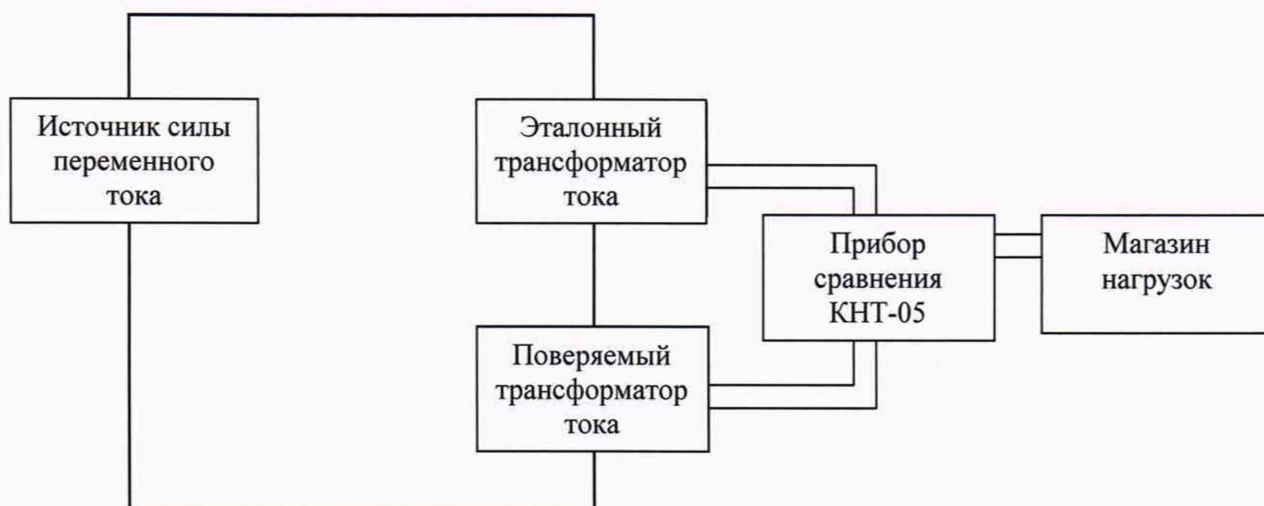 Источник силы
переменного
тока
Эталонный
трансформатор
тока
Прибор
сравнения
КНТ-05
Магазин
нагрузок
Поверяемый
трансформатор
тока